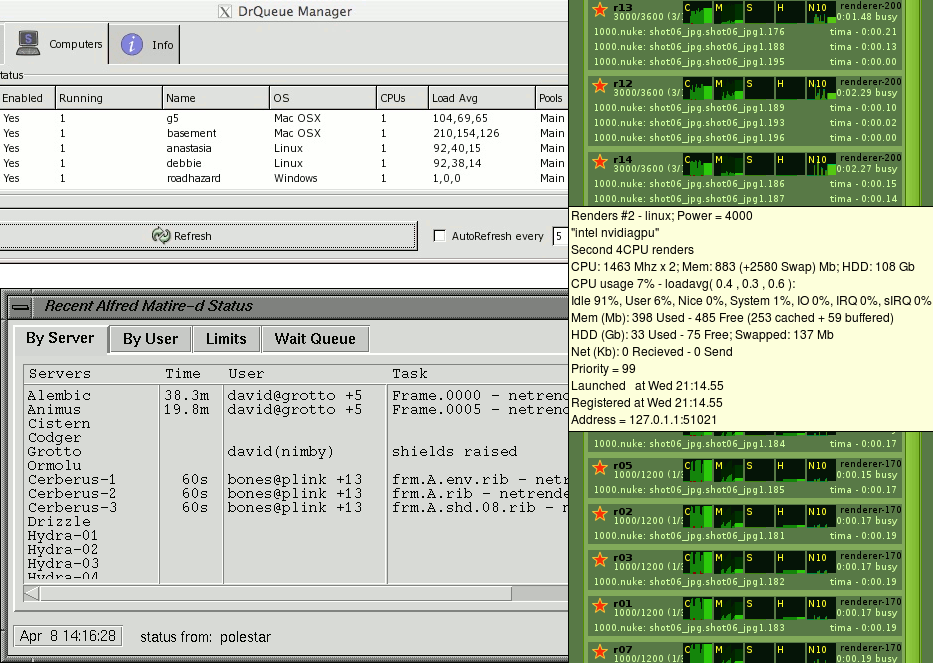 DrQueue Manager
Computers
Info
tatus
Enabled Running Name OS CPUs Load Avg Pools
Yes 1 g5 Mac OSX 1 104,69,65 Main
Yes 1 basement Mac OSX 1 210,154,126 Main
Yes 1 anastasia Linux 1 92,40,15 Main
Yes 1 debbie Linux 1 92,38,14 Main
Yes 1 roadhazard Windows 1 1,0,0 Main
Refresh
AutoRefresh every 5
Recent Alfred Matire-d Status
By Server By User Limits Wait Queue
Servers Time User Task
Alembic 38.3m david@grotto +5 Frame.0000 - netrend
Animus 19.8m david@grotto +5 Frame.0005 - netrend
Cistern
Codger
Grotto david(nimby) shields raised
Ormolu
Cerberus-1 60s bones@plink +13 frm.A.env.rib - netr
Cerberus-2 60s bones@plink +13 frm.A.rib - netrende
Cerberus-3 60s bones@plink +13 frm.A.shd.08.rib - n
Drizzle
Hydra-01
Hydra-02
Hydra-03
Hydra-04
Apr 8 14:16:28 status from: polestar
r13 C M S H N10 renderer-200
3000/3600 (3/ 0:01.48 busy
1000.nuke: shot06_jpg.shot06_jpg1.176 tima - 0:00.21
1000.nuke: shot06_jpg.shot06_jpg1.188 tima - 0:00.13
1000.nuke: shot06_jpg.shot06_jpg1.195 tima - 0:00.00
r12 C M S H N10 renderer-200
3000/3600 (3/ 0:02.29 busy
1000.nuke: shot06_jpg.shot06_jpg1.189 tima - 0:00.10
1000.nuke: shot06_jpg.shot06_jpg1.193 tima - 0:00.02
1000.nuke: shot06_jpg.shot06_jpg1.196 tima - 0:00.00
r14 C M S H N10 renderer-200
3000/3600 (3/ 0:02.27 busy
1000.nuke: shot06_jpg.shot06_jpg1.186 tima - 0:00.15
1000.nuke: shot06_jpg.shot06_jpg1.187 tima - 0:00.14
Renders #2 - linux; Power = 4000
"intel nvidiagpu"
Second 4CPU renders
CPU: 1463 Mhz x 2; Mem: 883 (+2580 Swap) Mb; HDD: 108 Gb
CPU usage 7% - loadavg( 0.4 , 0.3 , 0.6 ):
Idle 91%, User 6%, Nice 0%, System 1%, IO 0%, IRQ 0%, sIRQ 0%
Mem (Mb): 398 Used - 485 Free (253 cached + 59 buffered)
HDD (Gb): 33 Used - 75 Free; Swapped: 137 Mb
Net (Kb): 0 Recieved - 0 Send
Priority = 99
Launched at Wed 21:14.55
Registered at Wed 21:14.55
Address = 127.0.1.1:51021
1000.nuke: shot06_jpg.shot06_jpg1.184 tima - 0:00.17
r05 C M S H N10 renderer-170
1000/1200 (1/ 0:00.15 busy
1000.nuke: shot06_jpg.shot06_jpg1.185 tima - 0:00.17
r02 C M S H N10 renderer-170
1000/1200 (1/ 0:00.17 busy
1000.nuke: shot06_jpg.shot06_jpg1.181 tima - 0:00.19
r03 C M S H N10 renderer-170
1000/1200 (1/ 0:00.17 busy
1000.nuke: shot06_jpg.shot06_jpg1.182 tima - 0:00.19
r01 C M S H N10 renderer-170
1000/1200 (1/ 0:00.17 busy
1000.nuke: shot06_jpg.shot06_jpg1.183 tima - 0:00.19
r07 C M S H N10 renderer-170
1000/1200 (1/ 0:00.19 busy